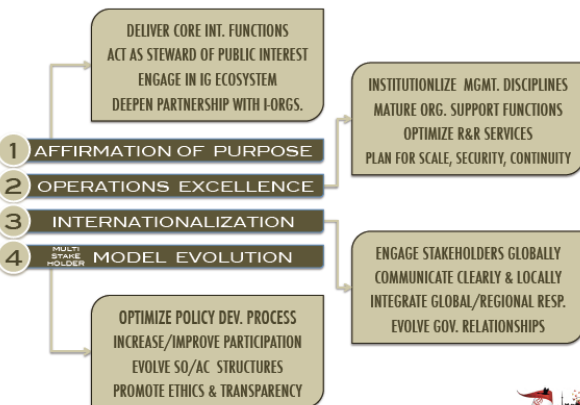 DELIVER CORE INT. FUNCTIONS
ACT AS STEWARD OF PUBLIC INTEREST
ENGAGE IN IG ECOSYSTEM
DEEPEN PARTNERSHIP WITH I-ORGS.
INSTITUTIONLIZE MGMT. DISCIPLINES
MATURE ORG. SUPPORT FUNCTIONS
OPTIMIZE R&R SERVICES
PLAN FOR SCALE, SECURITY, CONTINUITY
1 AFFIRMATION OF PURPOSE
2 OPERATIONS EXCELLENCE
3 INTERNATIONALIZATION
4 MULTI STAKE HOLDER MODEL EVOLUTION
ENGAGE STAKEHOLDERS GLOBALLY
COMMUNICATE CLEARLY & LOCALLY
INTEGRATE GLOBAL/REGIONAL RESP.
EVOLVE GOV. RELATIONSHIPS
OPTIMIZE POLICY DEV. PROCESS
INCREASE/IMPROVE PARTICIPATION
EVOLVE SO/AC STRUCTURES
PROMOTE ETHICS & TRANSPARENCY